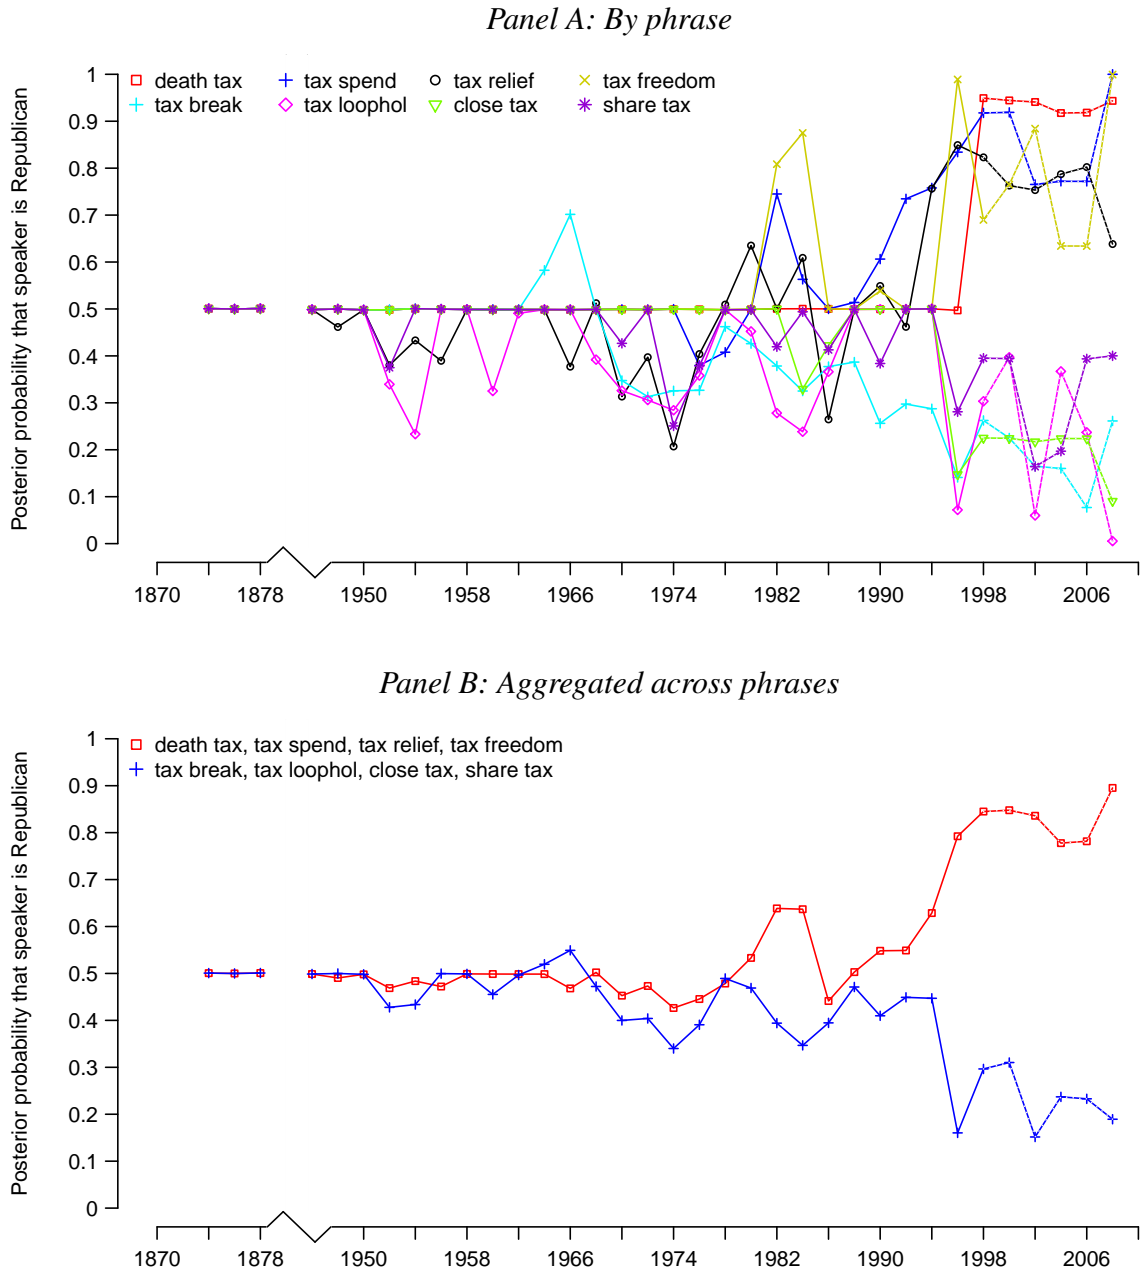 Panel A: By phrase
death tax tax spend tax relief tax freedom
tax break tax loophol close tax share tax
Posterior probability that speaker is Republican
1
0.9
0.8
0.7
0.6
0.5
0.4
0.3
0.2
0.1
0
1870 1878 1950 1958 1966 1974 1982 1990 1998 2006
Panel B: Aggregated across phrases
death tax, tax spend, tax relief, tax freedom
tax break, tax loophol, close tax, share tax
Posterior probability that speaker is Republican
1
0.9
0.8
0.7
0.6
0.5
0.4
0.3
0.2
0.1
0
1870 1878 1950 1958 1966 1974 1982 1990 1998 2006